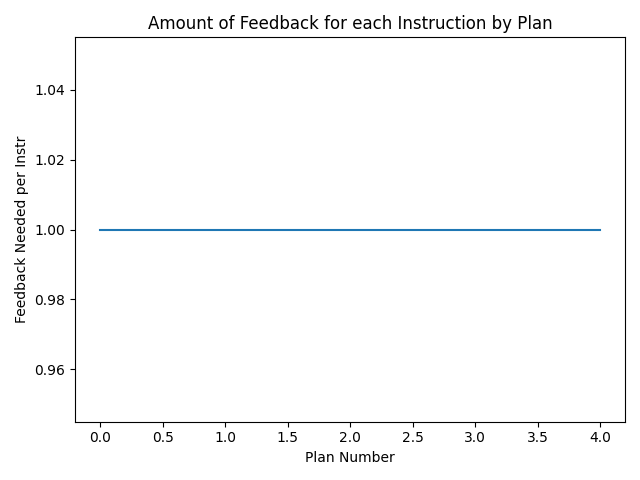 Amount of Feedback for each Instruction by Plan
Feedback Needed per Instr
1.04
1.02
1.00
0.98
0.96
0.0 0.5 1.0 1.5 2.0 2.5 3.0 3.5 4.0
Plan Number